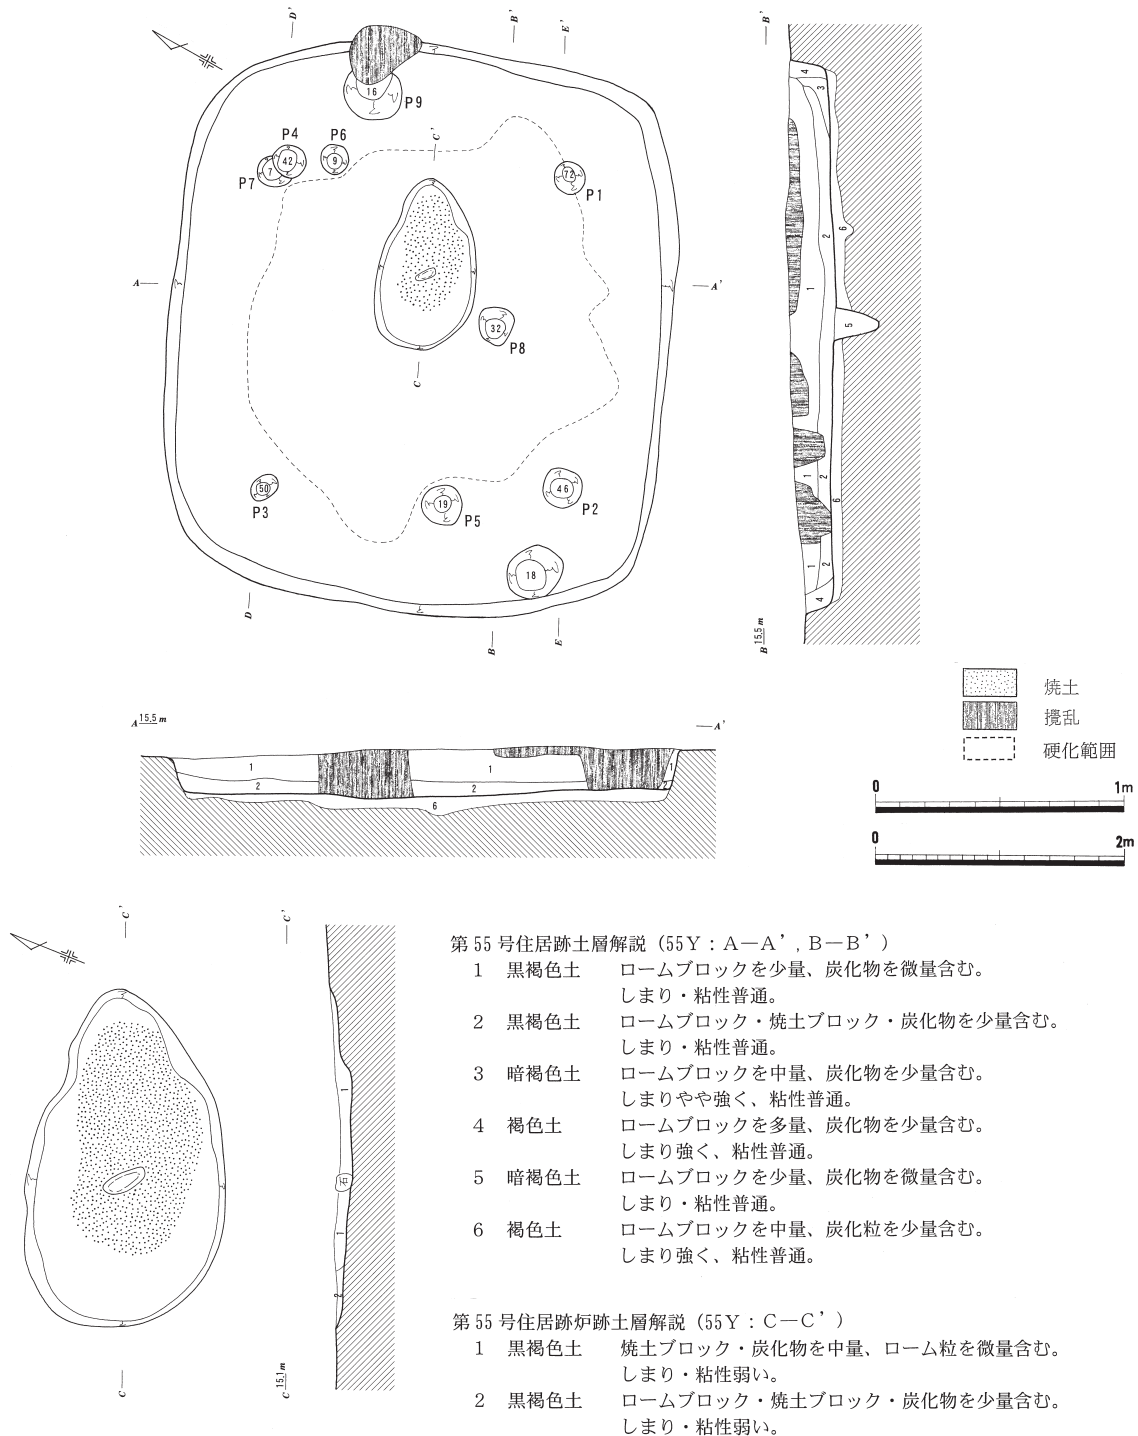 D' B' E' B'
16
P9
P4 P6 C'
42 9
7
P7
72
P1
A A'
32
P8
C
50
P3
19
P5
46
P2
18
D
B
E
4
3
6
2
1
5
1
2
6
1
2
4
B 15.5m
A 15.5m A'
1
1
2
2
6
焼土
攪乱
硬化範囲
0 1m
0 2m
C'
C'
1
石
1
2
C
C 15.1m
第55号住居跡土層解説（55Y：A―A’,B―B’）
1 黒褐色土 ロームブロックを少量、炭化物を微量含む。
しまり・粘性普通。
2 黒褐色土 ロームブロック・焼土ブロック・炭化物を少量含む。
しまり・粘性普通。
3 暗褐色土 ロームブロックを中量、炭化物を少量含む。
しまりやや強く、粘性普通。
4 褐色土 ロームブロックを多量、炭化物を少量含む。
しまり強く、粘性普通。
5 暗褐色土 ロームブロックを少量、炭化物を微量含む。
しまり・粘性普通。
6 褐色土 ロームブロックを中量、炭化粒を少量含む。
しまり強く、粘性普通。
第55号住居跡炉跡土層解説（55Y：C―C’）
1 黒褐色土 焼土ブロック・炭化物を中量、ローム粒を微量含む。
しまり・粘性弱い。
2 黒褐色土 ロームブロック・焼土ブロック・炭化物を少量含む。
しまり・粘性弱い。